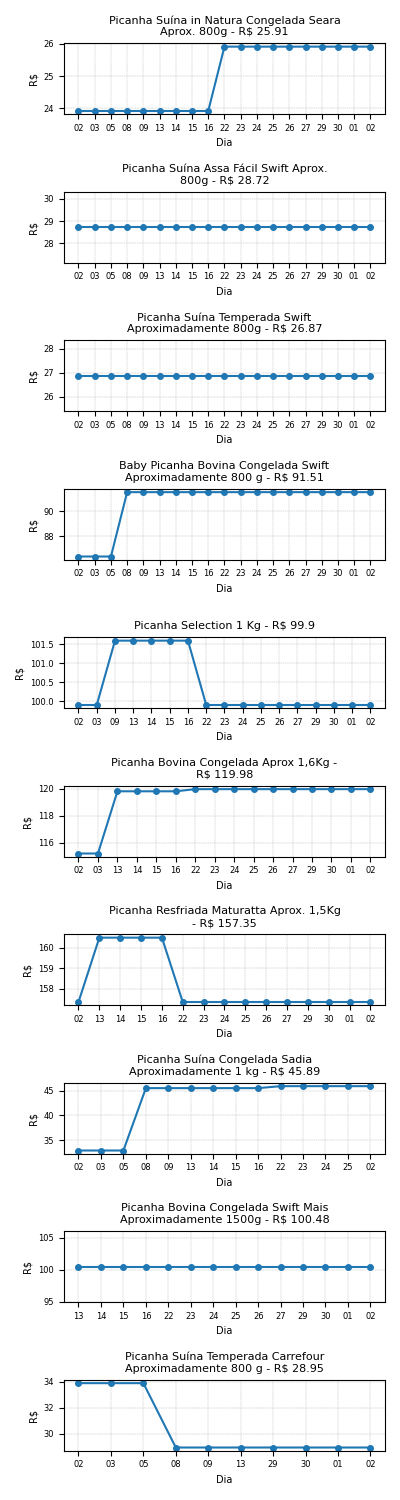 Picanha Suína in Natura Congelada Seara
Aprox. 800g - R$ 25.91
26
25
24
R$
02 03 05 08 09 13 14 15 16 22 23 24 25 26 27 29 30 01 02
Dia
Picanha Suína Assa Fácil Swift Aprox.
800g - R$ 28.72
30
29
28
R$
02 03 05 08 09 13 14 15 16 22 23 24 25 26 27 29 30 01 02
Dia
Picanha Suína Temperada Swift
Aproximadamente 800g - R$ 26.87
28
27
26
R$
02 03 05 08 09 13 14 15 16 22 23 24 25 26 27 29 30 01 02
Dia
Baby Picanha Bovina Congelada Swift
Aproximadamente 800 g - R$ 91.51
90
88
R$
02 03 05 08 09 13 14 15 16 22 23 24 25 26 27 29 30 01 02
Dia
Picanha Selection 1 Kg - R$ 99.9
101.5
101.0
100.5
100.0
R$
02 03 09 13 14 15 16 22 23 24 25 26 27 29 30 01 02
Dia
Picanha Bovina Congelada Aprox 1,6Kg -
R$ 119.98
120
118
116
R$
02 03 13 14 15 16 22 23 24 25 26 27 29 30 01 02
Dia
Picanha Resfriada Maturatta Aprox. 1,5Kg
- R$ 157.35
160
159
158
R$
02 13 14 15 16 22 23 24 25 26 27 29 30 01 02
Dia
Picanha Suína Congelada Sadia
Aproximadamente 1 kg - R$ 45.89
45
40
35
R$
02 03 05 08 09 13 14 15 16 22 23 24 25 02
Dia
Picanha Bovina Congelada Swift Mais
Aproximadamente 1500g - R$ 100.48
105
100
95
R$
13 14 15 16 22 23 24 25 26 27 29 30 01 02
Dia
Picanha Suína Temperada Carrefour
Aproximadamente 800 g - R$ 28.95
34
32
30
R$
02 03 05 08 09 13 29 30 01 02
Dia